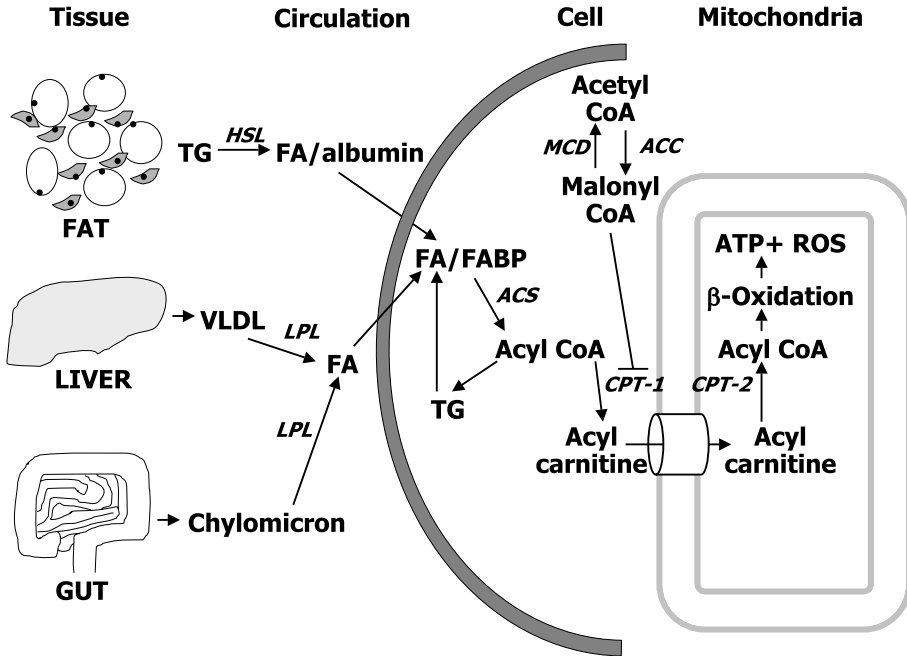 Tissue
Circulation
Cell
Mitochondria
Acetyl
CoA
MCD
ACC
Malonyl
CoA
HSL
TG
FA/albumin
FAT
FA/FABP
ACS
ATP+ ROS
β-Oxidation
VLDL
LPL
FA
Acyl CoA
Acyl CoA
LIVER
CPT-1
CPT-2
TG
LPL
Acyl
carnitine
Acyl
carnitine
Chylomicron
GUT